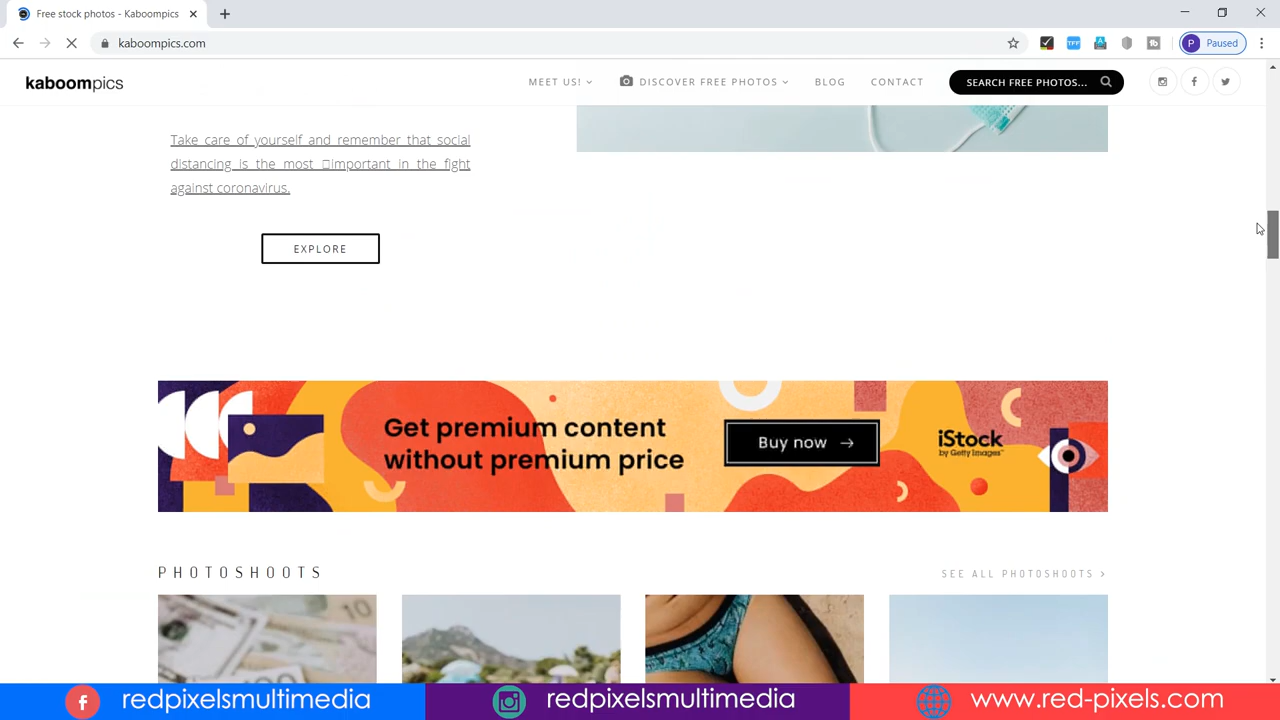 Free stock photos - Kaboompics
kaboompics.com
Paused
kaboompics
MEET US!
DISCOVER FREE PHOTOS
BLOG
CONTACT
SEARCH FREE PHOTOS...
Take care of yourself and remember that social
distancing is the most □important in the fight
against coronavirus.
EXPLORE
Get premium content
without premium price
Buy now →
iStock
by Getty Images™
PHOTOSHOOTS
SEE ALL PHOTOSHOOTS >
redpixelsmultimedia
redpixelsmultimedia
www.red-pixels.com